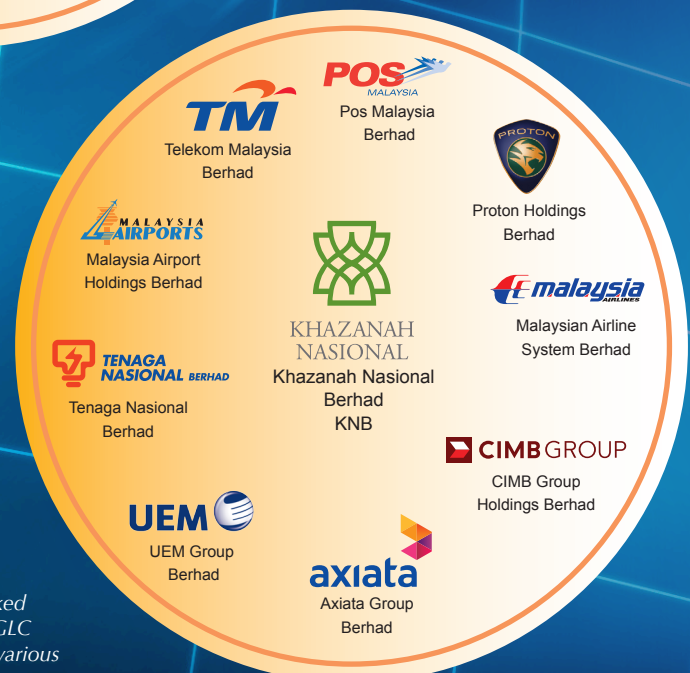 POS
MALAYSIA
Pos Malaysia
Berhad
TM
Telekom Malaysia
Berhad
PROTON
Proton Holdings
Berhad
MALAYSIA
AIRPORTS
Malaysia Airport
Holdings Berhad
KHAZANAH
NASIONAL
Khazanah Nasional
Berhad
KNB
malaysia
AIRLINES
Malaysian Airline
System Berhad
TENAGA
NASIONAL BERHAD
Tenaga Nasional
Berhad
CIMB GROUP
CIMB Group
Holdings Berhad
UEM
UEM Group
Berhad
axiata
Axiata Group
Berhad
GLC
various